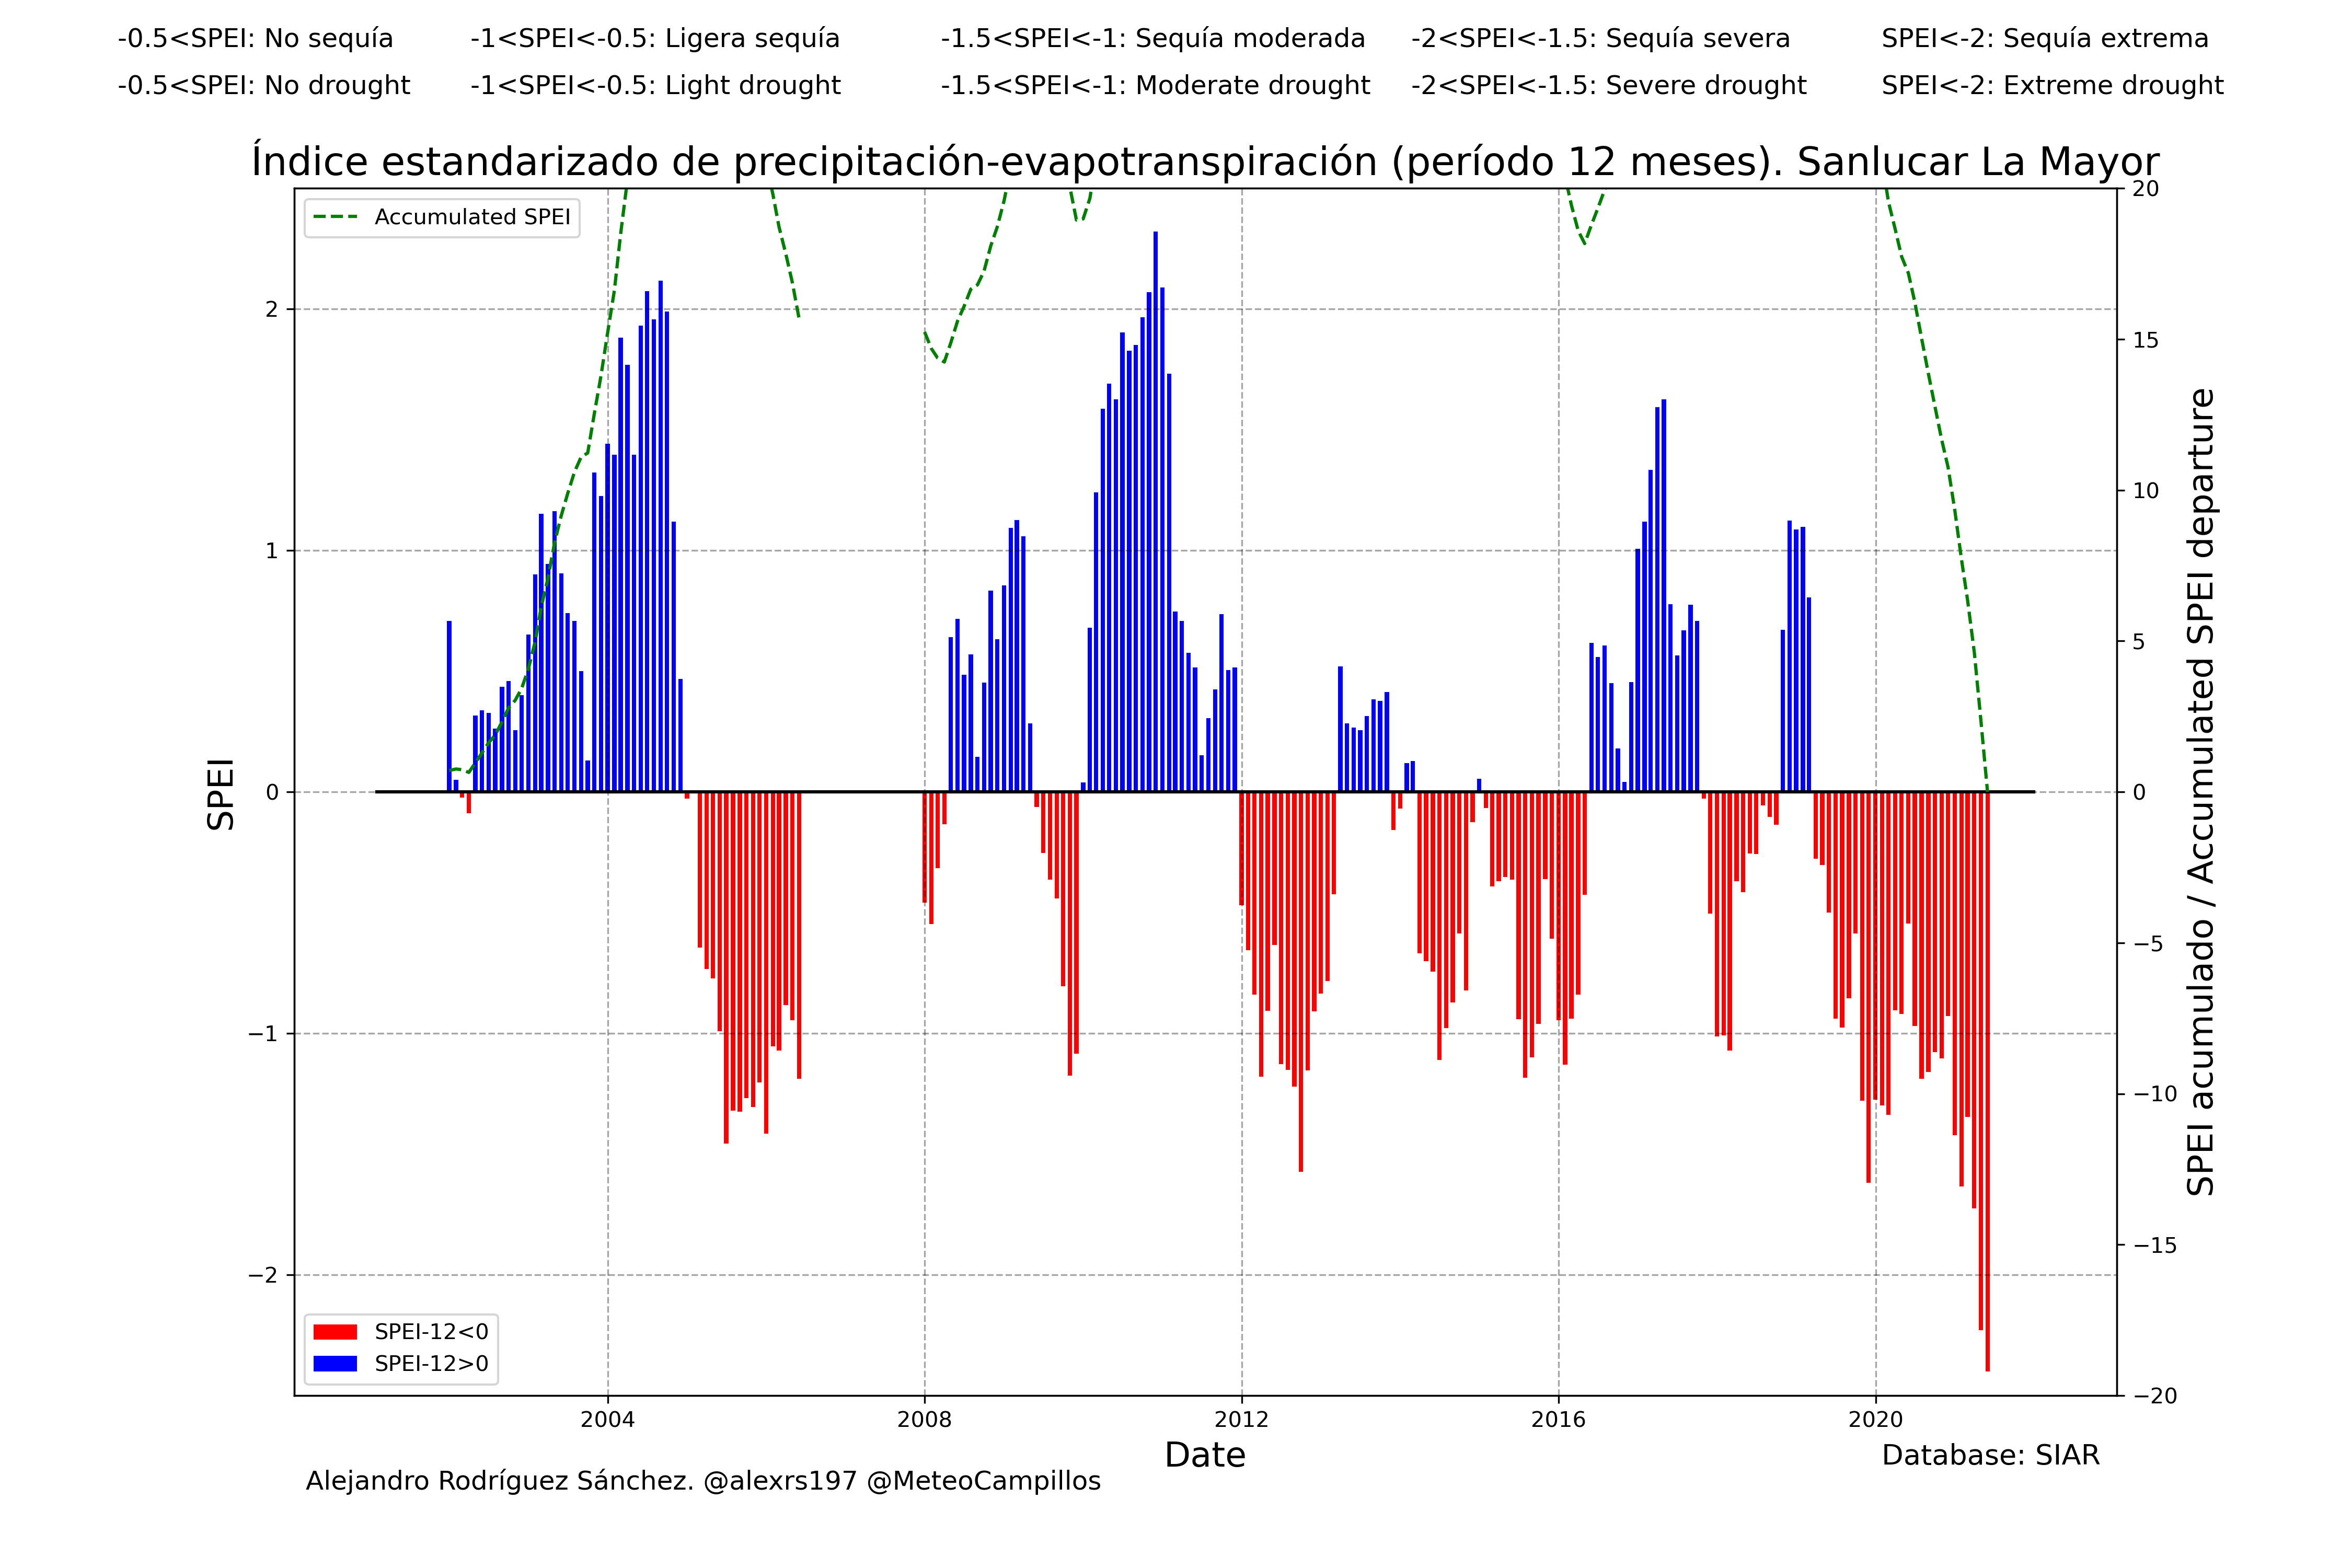 -0.5<SPEI: No sequía -1<SPEI<-0.5: Ligera sequía -1.5<SPEI<-1: Sequía moderada -2<SPEI<-1.5: Sequía severa SPEI<-2: Sequía extrema
-0.5<SPEI: No drought -1<SPEI<-0.5: Light drought -1.5<SPEI<-1: Moderate drought -2<SPEI<-1.5: Severe drought SPEI<-2: Extreme drought
Índice estandarizado de precipitación-evapotranspiración (período 12 meses). Sanlucar La Mayor
Accumulated SPEI
SPEI
2
1
0
−1
−2
20
15
10
5
0
−5
−10
−15
−20
SPEI acumulado / Accumulated SPEI departure
SPEI-12<0
SPEI-12>0
2004 2008 2012 2016 2020
Date
Database: SIAR
Alejandro Rodríguez Sánchez. @alexrs197 @MeteoCampillos